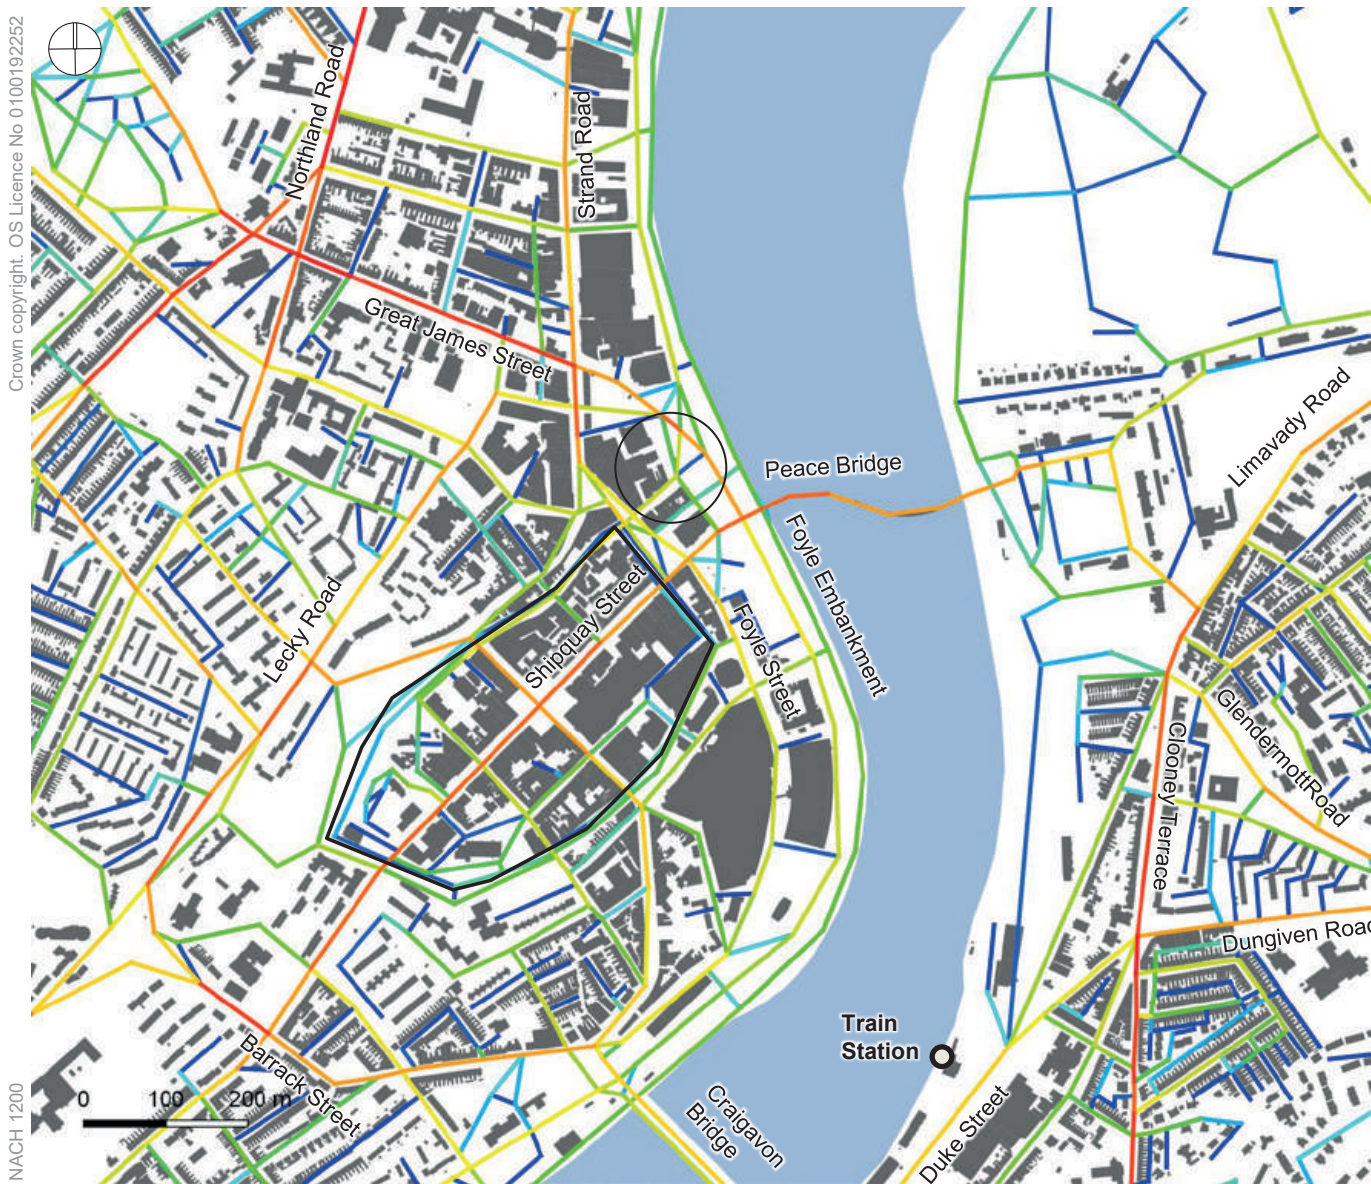 Crown copyright. OS Licence No 0100192252
Northland Road
Strand Road
Great James Street
Limavady Road
Peace Bridge
Foyle Embankment
Shipquay Street
Lecky Road
Foyle Street
Glendermott Road
Clooney Terrace
Dungiven Road
Train
Station
Barrack Street
0 100 200 m
Craigavon
Bridge
Duke Street
NACH 1200